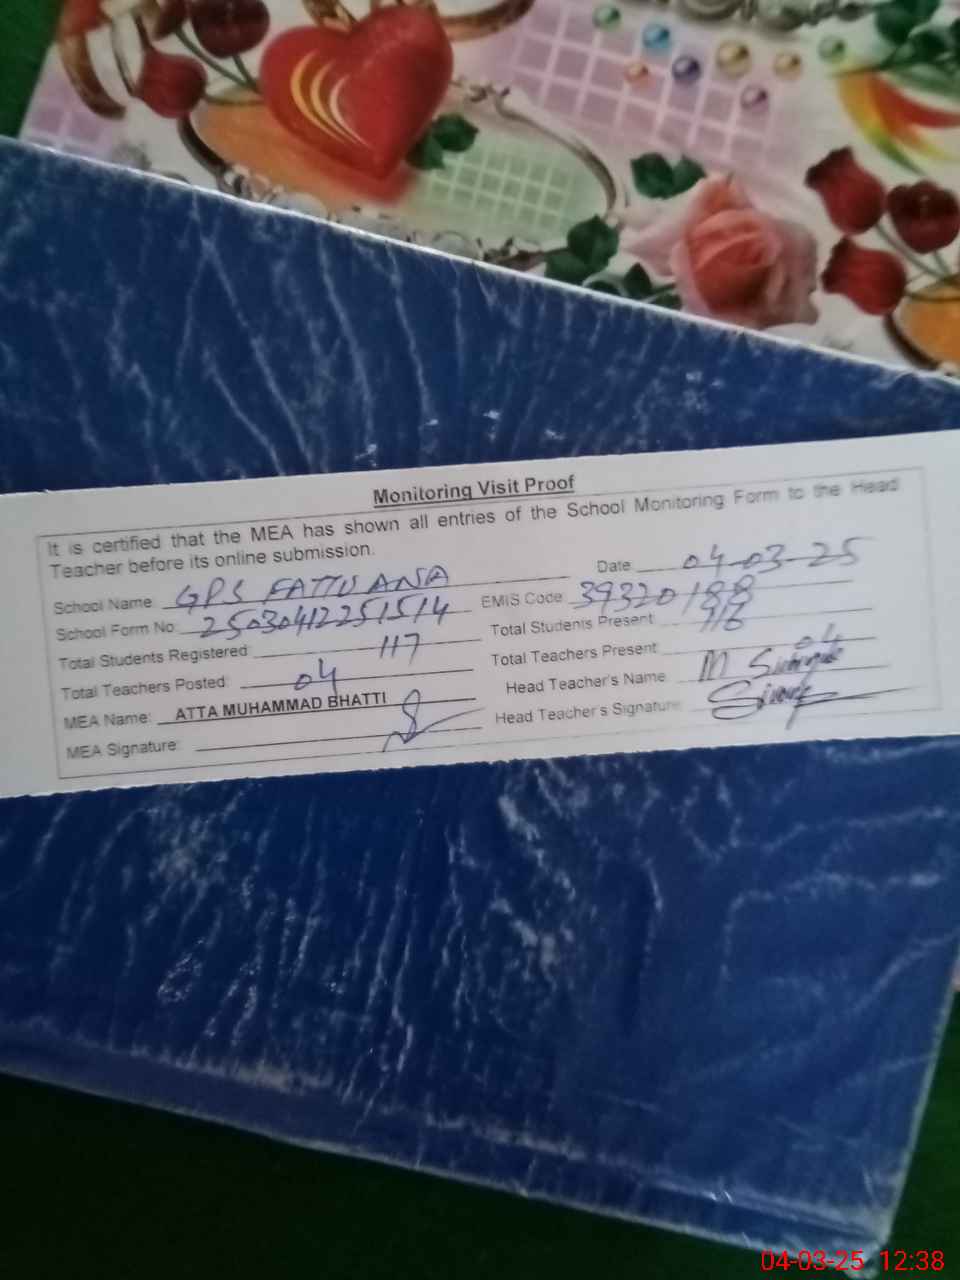 Monitoring Visit Proof
It is certified that the MEA has shown all entries of the School Monitoring Form to the Head
Teacher before its online submission.
School Name: GPS FATTU ANA Date 04-03-25
School Form No: 25030412251514 EMIS Code: 39320188
Total Students Registered: 117 Total Students Present: 116
Total Teachers Posted: 04 Total Teachers Present: 04
MEA Name: ATTA MUHAMMAD BHATTI Head Teacher's Name M
MEA Signature: Head Teacher's Signature:
04-03-25 12:38